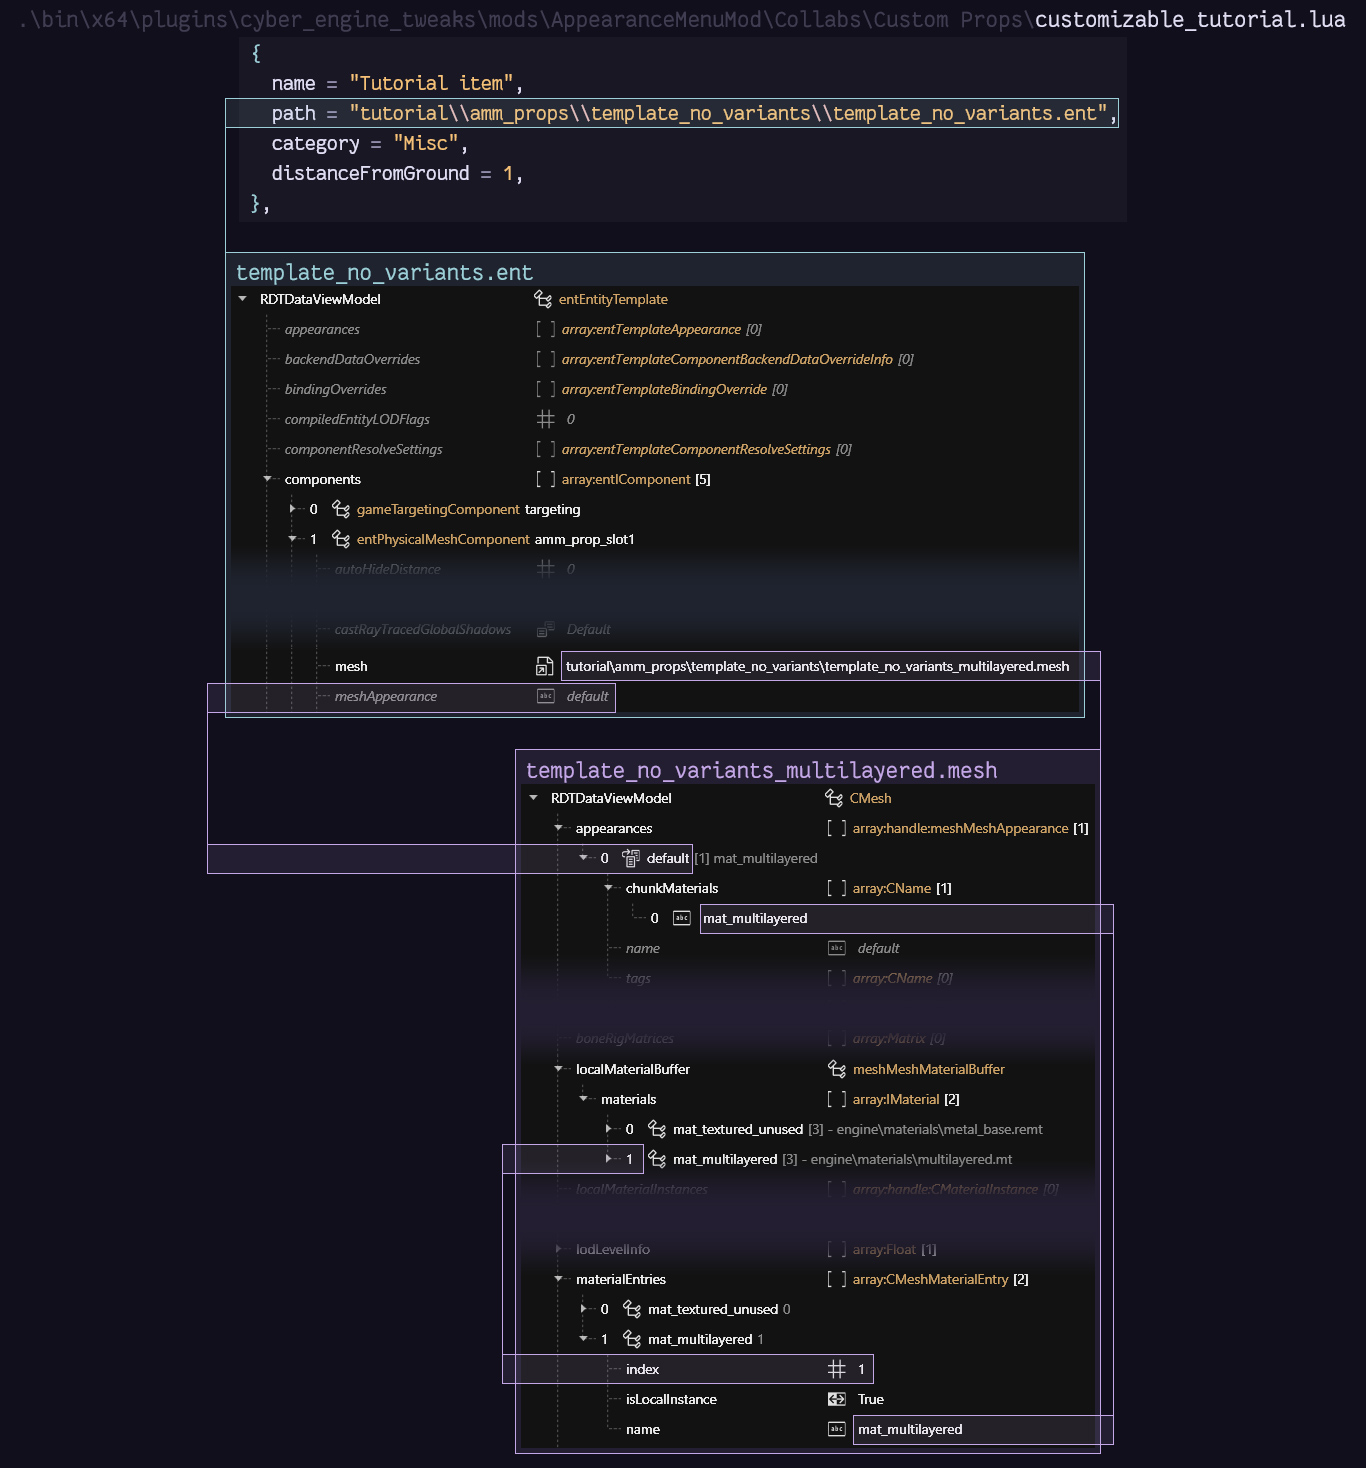 .\bin\x64\plugins\cyber_engine_tweaks\mods\AppearanceMenuMod\Collabs\Custom Props\customizable_tutorial.lua
{
name = "Tutorial item",
path = "tutorial\\amm_props\\template_no_variants\\template_no_variants.ent",
category = "Misc",
distanceFromGround = 1,
},
template_no_variants.ent
RDTDataViewModel entEntityTemplate
appearances [ ] array:entTemplateAppearance [0]
backendDataOverrides [ ] array:entTemplateComponentBackendDataOverrideInfo [0]
bindingOverrides [ ] array:entTemplateBindingOverride [0]
compiledEntityLODFlags 0
componentResolveSettings [ ] array:entTemplateComponentResolveSettings [0]
components [ ] array:entIComponent [5]
0 gameTargetingComponent targeting
1 entPhysicalMeshComponent amm_prop_slot1
autoHideDistance 0
castRayTracedGlobalShadows Default
mesh tutorial\amm_props\template_no_variants\template_no_variants_multilayered.mesh
meshAppearance abc default
template_no_variants_multilayered.mesh
RDTDataViewModel CMesh
appearances [ ] array:handle:meshMeshAppearance [1]
0 default [1] mat_multilayered
chunkMaterials [ ] array:CName [1]
0 abc mat_multilayered
name abc default
tags [ ] array:CName [0]
boneRigMatrices [ ] array:Matrix [0]
localMaterialBuffer meshMeshMaterialBuffer
materials [ ] array:IMaterial [2]
0 mat_textured_unused [3] - engine\materials\metal_base.remt
1 mat_multilayered [3] - engine\materials\multilayered.mt
localMaterialInstances [ ] array:handle:CMaterialInstance [0]
lodLevelInfo [ ] array:Float [1]
materialEntries [ ] array:CMeshMaterialEntry [2]
0 mat_textured_unused 0
1 mat_multilayered 1
index 1
isLocalInstance True
name abc mat_multilayered